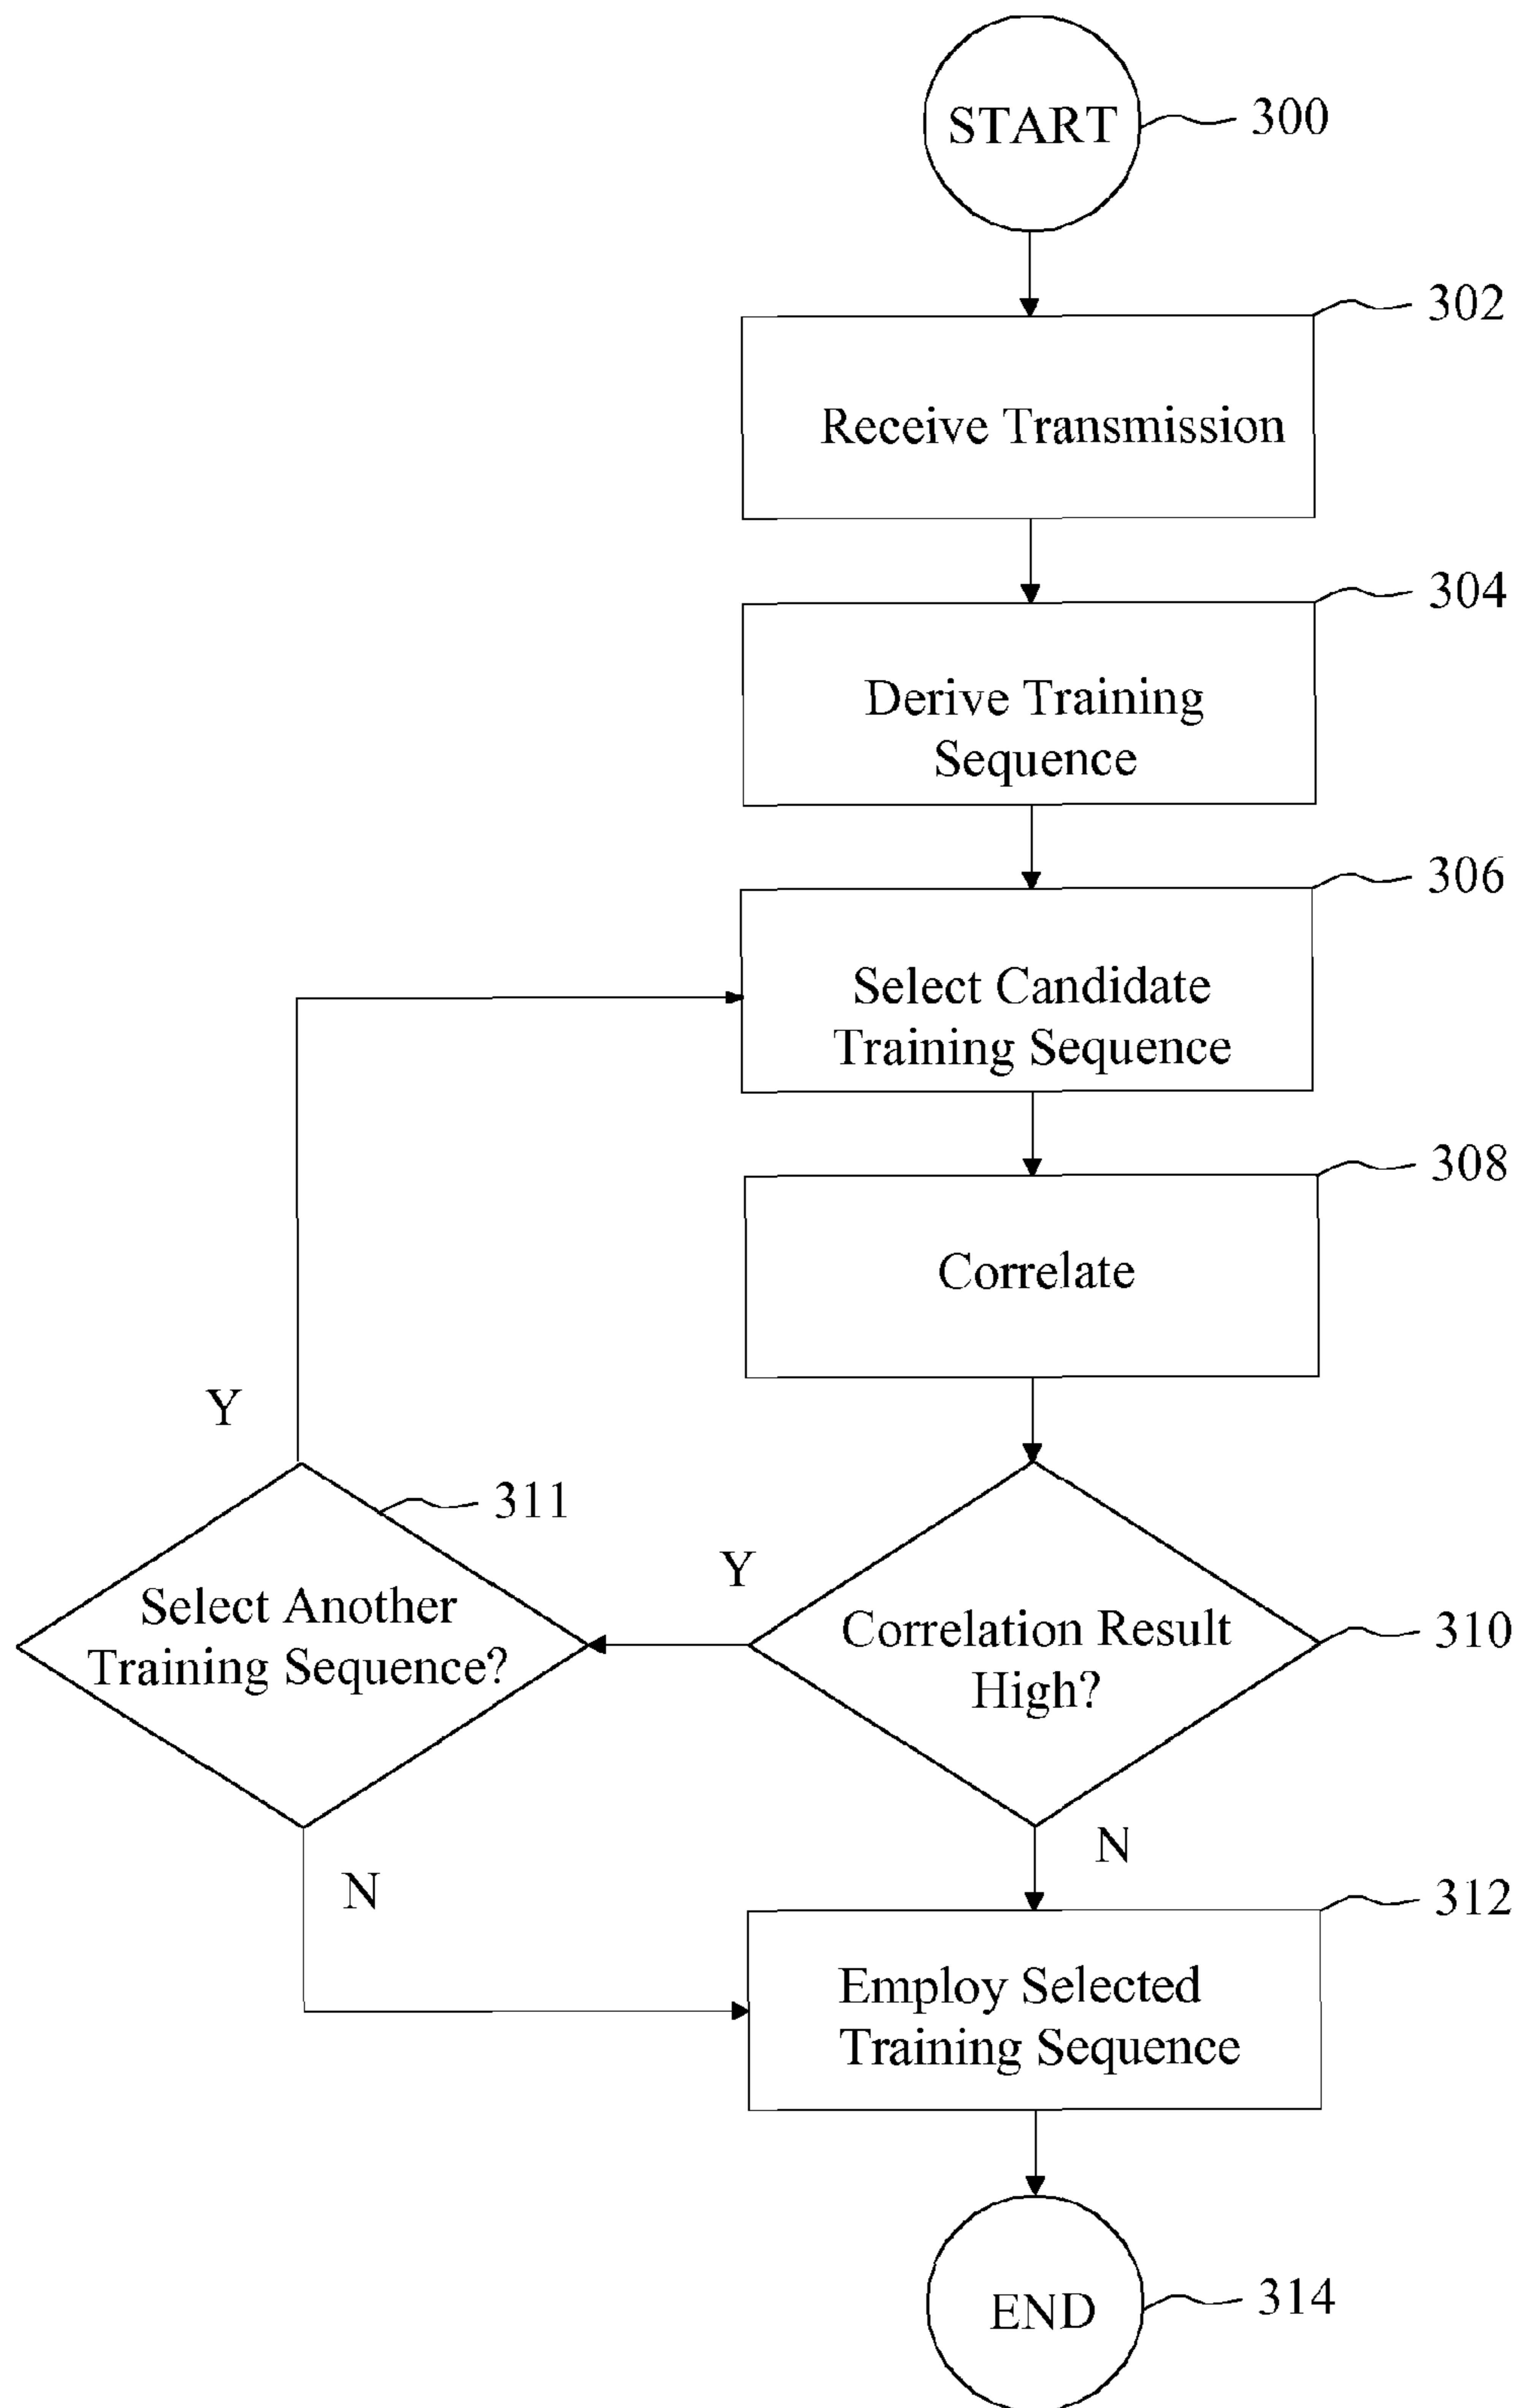 START
300
302
Receive Transmission
304
Derive Training
Sequence
306
Select Candidate
Training Sequence
308
Correlate
Y
311
Select Another
Training Sequence?
Y
Correlation Result
High?
310
N
N
312
Employ Selected
Training Sequence
END
314